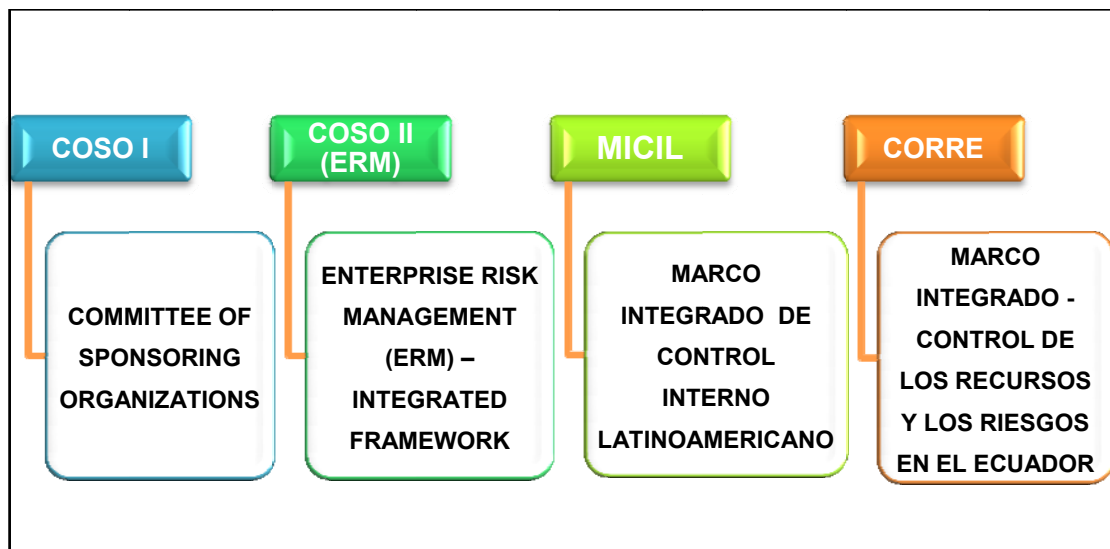 COSO I
COMMITTEE OF
SPONSORING
ORGANIZATIONS
COSO II
(ERM)
ENTERPRISE RISK
MANAGEMENT
(ERM) –
INTEGRATED
FRAMEWORK
MICIL
MARCO
INTEGRADO DE
CONTROL
INTERNO
LATINOAMERICANO
CORRE
MARCO
INTEGRADO -
CONTROL DE
LOS RECURSOS
Y LOS RIESGOS
EN EL ECUADOR